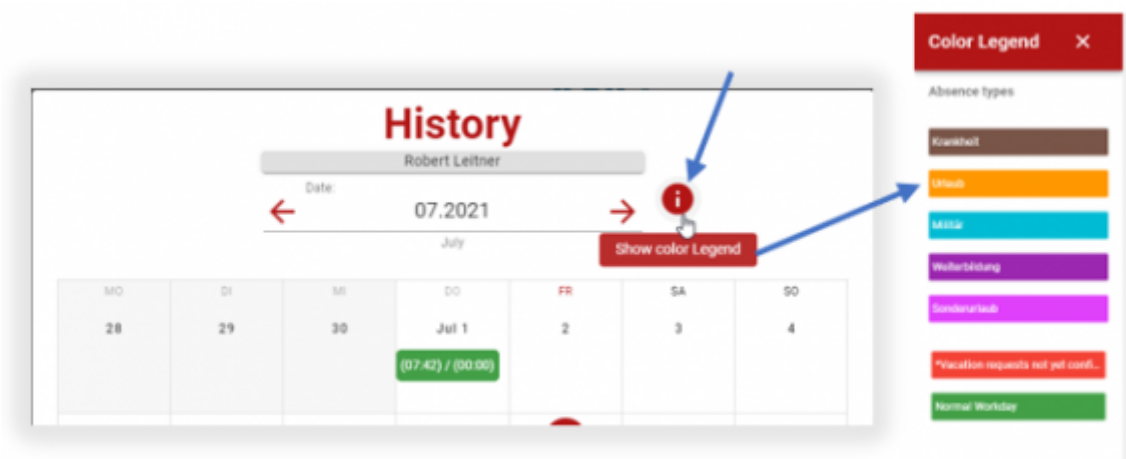 History
Robert Leitner
Date:
07.2021
July
Show color Legend
MO DI MI DO FR SA SO
28 29 30 Jul 1 2 3 4
(07:42) / (00:00)
Color Legend
Absence types
Krankheit
Urlaub
Militär
Weiterbildung
Sonderurlaub
*Vacation requests not yet confi...
Normal Workday